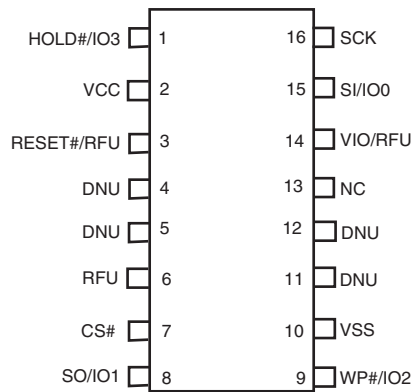 HOLD#/IO3 1 16 SCK
VCC 2 15 SI/IO0
RESET#/RFU 3 14 VIO/RFU
DNU 4 13 NC
DNU 5 12 DNU
RFU 6 11 DNU
CS# 7 10 VSS
SO/IO1 8 9 WP#/IO2